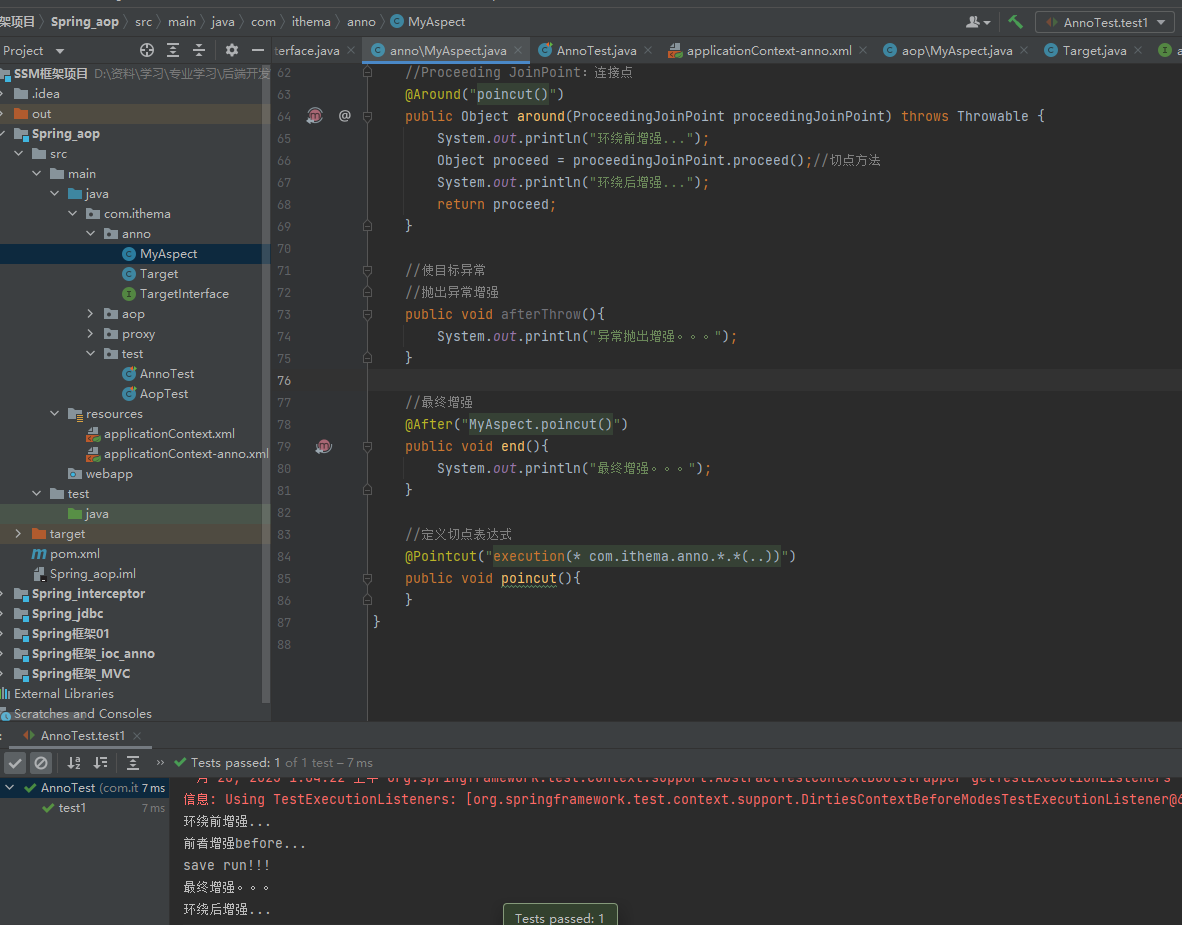 架项目 Spring_aop src main java com ithema anno MyAspect AnnoTest.test1
Project terface.java anno\MyAspect.java AnnoTest.java applicationContext-anno.xml aop\MyAspect.java Target.java
SSM框架项目 D:\资料\学习\专业学习\后端开发
.idea
out
Spring_aop
src
main
java
com.ithema
anno
MyAspect
Target
TargetInterface
aop
proxy
test
AnnoTest
AopTest
resources
applicationContext.xml
applicationContext-anno.xml
webapp
test
java
target
pom.xml
Spring_aop.iml
Spring_interceptor
Spring_jdbc
Spring框架01
Spring框架_ioc_anno
Spring框架_MVC
External Libraries
Scratches and Consoles
62 //Proceeding JoinPoint：连接点
63 @Around("poincut()")
64 @ public Object around(ProceedingJoinPoint proceedingJoinPoint) throws Throwable {
65 System.out.println("环绕前增强...");
66 Object proceed = proceedingJoinPoint.proceed();//切点方法
67 System.out.println("环绕后增强...");
68 return proceed;
69 }
70
71 //使目标异常
72 //抛出异常增强
73 public void afterThrow(){
74 System.out.println("异常抛出增强。。。");
75 }
76
77 //最终增强
78 @After("MyAspect.poincut()")
79 public void end(){
80 System.out.println("最终增强。。。");
81 }
82
83 //定义切点表达式
84 @Pointcut("execution(* com.ithema.anno.*.*(..))")
85 public void poincut(){
86 }
87 }
88
AnnoTest.test1
Tests passed: 1 of 1 test – 7 ms
AnnoTest (com.it 7 ms
test1 7 ms
org.springframework.test.context.support.AbstractTestContextBootstrapper getTestExecutionListeners
信息: Using TestExecutionListeners: [org.springframework.test.context.support.DirtiesContextBeforeModesTestExecutionListener@6
环绕前增强...
前者增强before...
save run!!!
最终增强。。。
环绕后增强...
Tests passed: 1